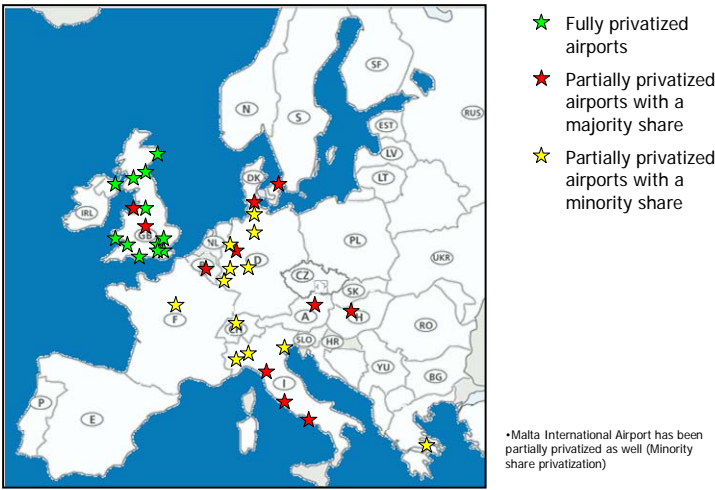 Fully privatized
airports
Partially privatized
airports with a
majority share
Partially privatized
airports with a
minority share
SF
N
S
RUS
EST
LV
LT
DK
IRL
GB
NL
PL
D
UKR
CZ
SK
F
A
H
CH
SLO
HR
RO
YU
BG
I
P
E
•Malta International Airport has been
partially privatized as well (Minority
share privatization)